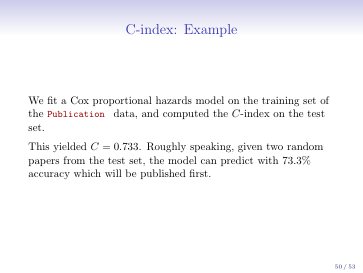 C-index: Example
We fit a Cox proportional hazards model on the training set of
the Publication data, and computed the C-index on the test
set.
This yielded C = 0.733. Roughly speaking, given two random
papers from the test set, the model can predict with 73.3%
accuracy which will be published first.
50 / 53